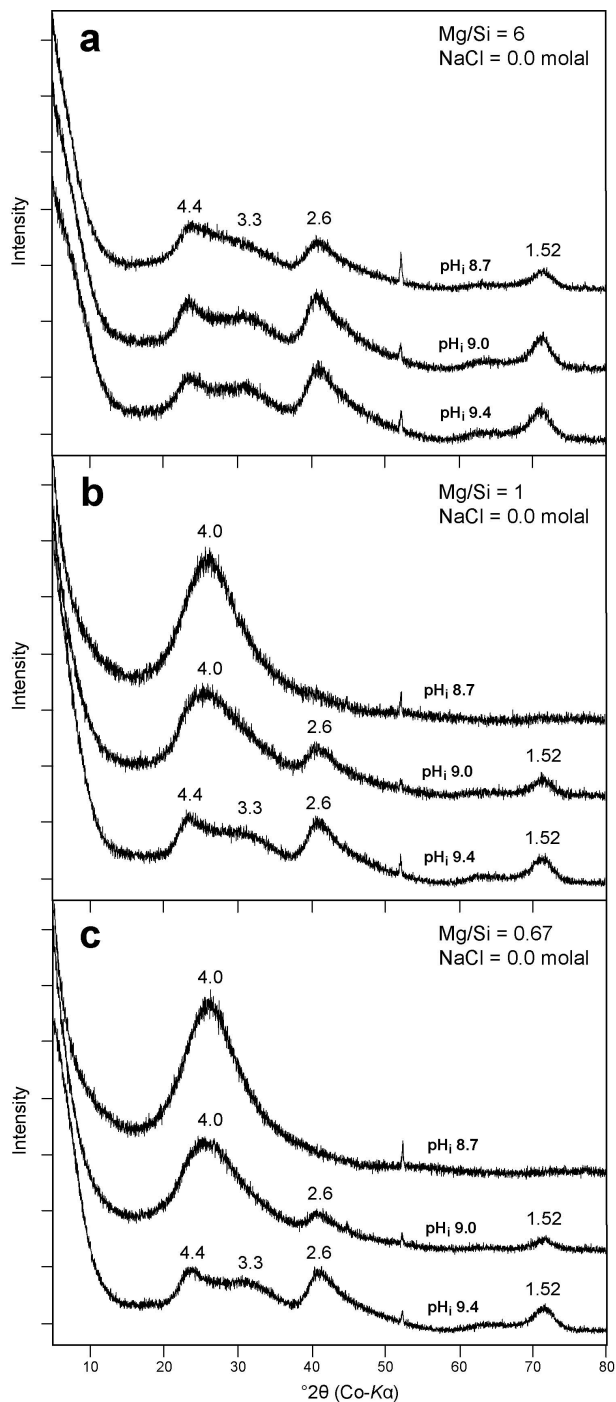 a
Mg/Si = 6
NaCl = 0.0 molal
4.4
3.3
2.6
1.52
pHi 8.7
pHi 9.0
pHi 9.4
Intensity
b
Mg/Si = 1
NaCl = 0.0 molal
4.0
pHi 8.7
4.0
2.6
1.52
pHi 9.0
4.4
3.3
2.6
1.52
pHi 9.4
Intensity
c
Mg/Si = 0.67
NaCl = 0.0 molal
4.0
pHi 8.7
4.0
2.6
1.52
pHi 9.0
4.4
3.3
2.6
1.52
pHi 9.4
Intensity
10 20 30 40 50 60 70 80
°2θ (Co-Kα)